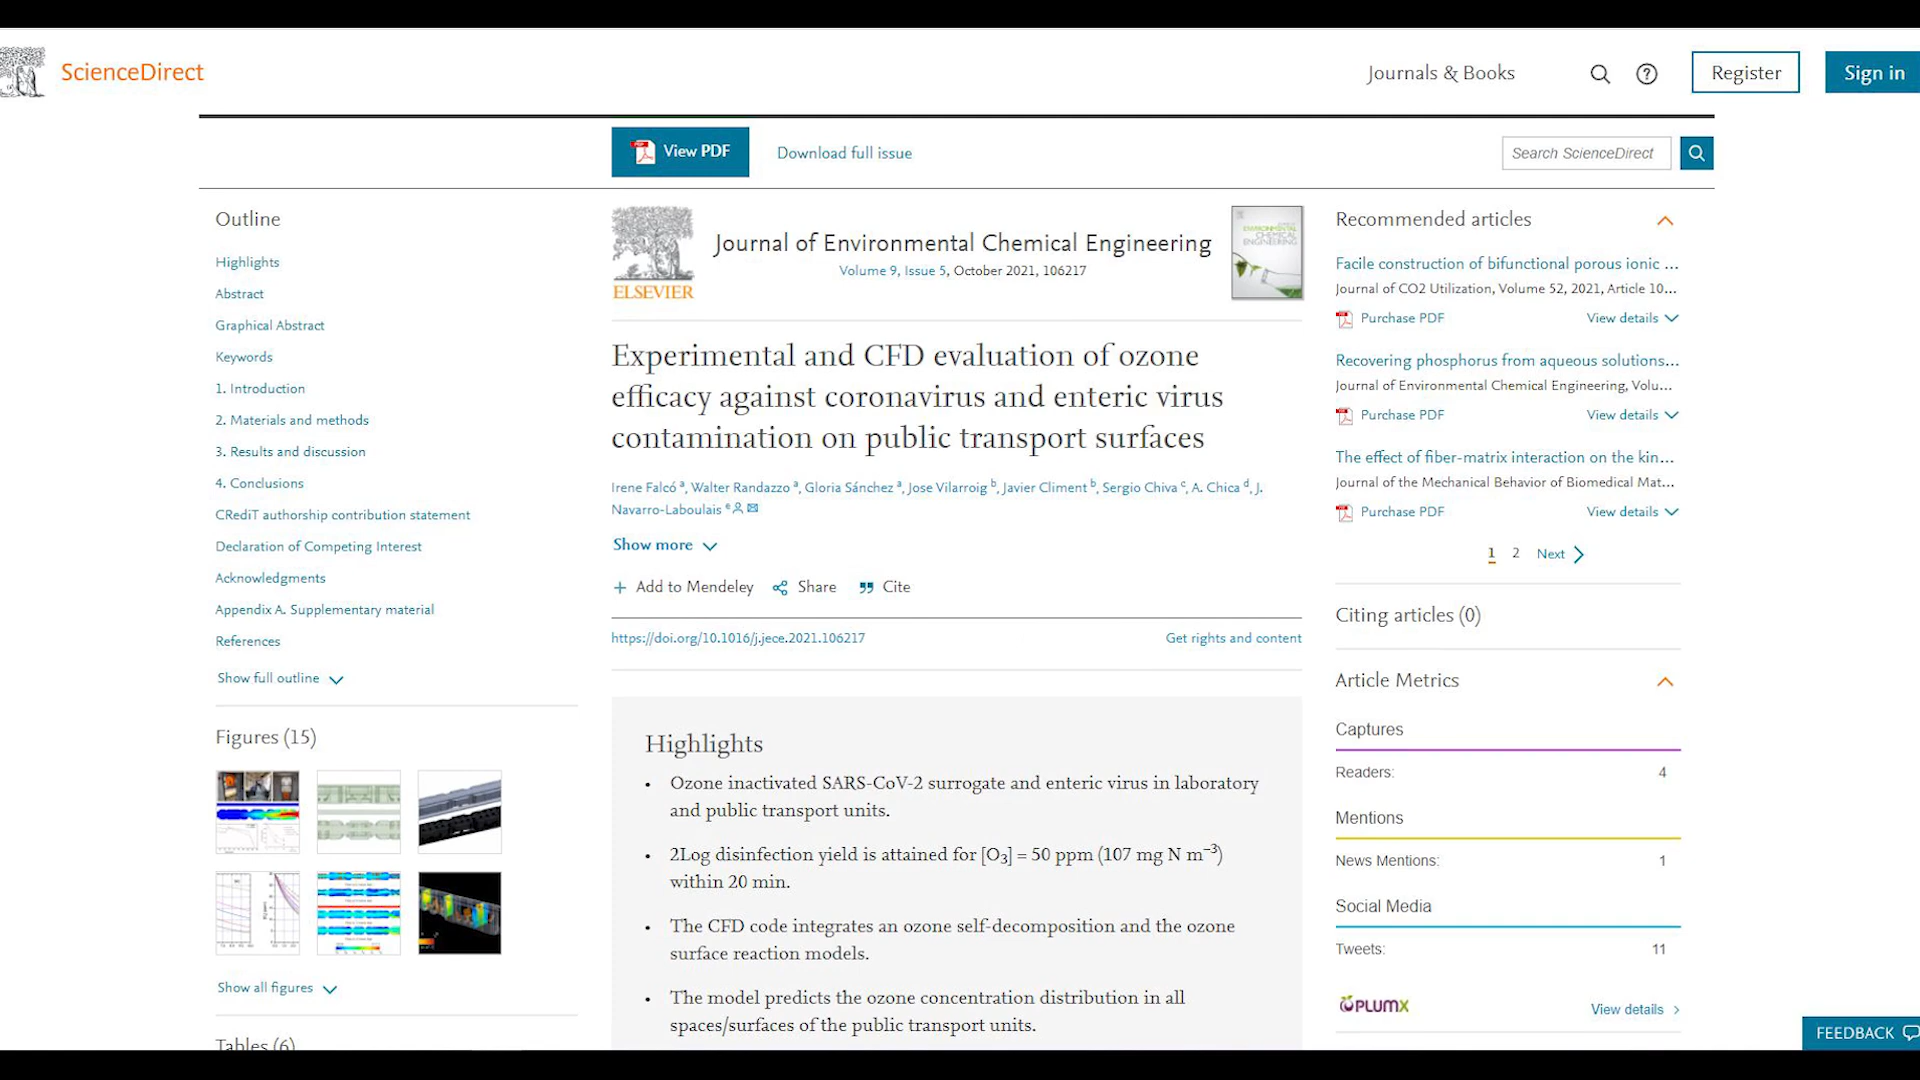 ScienceDirect
Journals & Books
Register
Sign in
View PDF
Download full issue
Search ScienceDirect
Outline
Highlights
Abstract
Graphical Abstract
Keywords
1. Introduction
2. Materials and methods
3. Results and discussion
4. Conclusions
CRediT authorship contribution statement
Declaration of Competing Interest
Acknowledgments
Appendix A. Supplementary material
References
Show full outline
Figures (15)
Show all figures
Tables (6)
ELSEVIER
Journal of Environmental Chemical Engineering
Volume 9, Issue 5, October 2021, 106217
Experimental and CFD evaluation of ozone
efficacy against coronavirus and enteric virus
contamination on public transport surfaces
Irene Falcó a, Walter Randazzo a, Gloria Sánchez a, Jose Vilarroig b, Javier Climent b, Sergio Chiva c, A. Chica d, J.
Navarro-Laboulais e
Show more
Add to Mendeley
Share
Cite
https://doi.org/10.1016/j.jece.2021.106217
Get rights and content
Highlights
• Ozone inactivated SARS-CoV-2 surrogate and enteric virus in laboratory
and public transport units.
• 2Log disinfection yield is attained for [O₃] = 50 ppm (107 mg N m⁻³)
within 20 min.
• The CFD code integrates an ozone self-decomposition and the ozone
surface reaction models.
• The model predicts the ozone concentration distribution in all
spaces/surfaces of the public transport units.
Recommended articles
Facile construction of bifunctional porous ionic ...
Journal of CO2 Utilization, Volume 52, 2021, Article 10...
Purchase PDF
View details
Recovering phosphorus from aqueous solutions...
Journal of Environmental Chemical Engineering, Volu...
Purchase PDF
View details
The effect of fiber-matrix interaction on the kin...
Journal of the Mechanical Behavior of Biomedical Mat...
Purchase PDF
View details
1 2 Next
Citing articles (0)
Article Metrics
Captures
Readers: 4
Mentions
News Mentions: 1
Social Media
Tweets: 11
PLUMX
View details
FEEDBACK